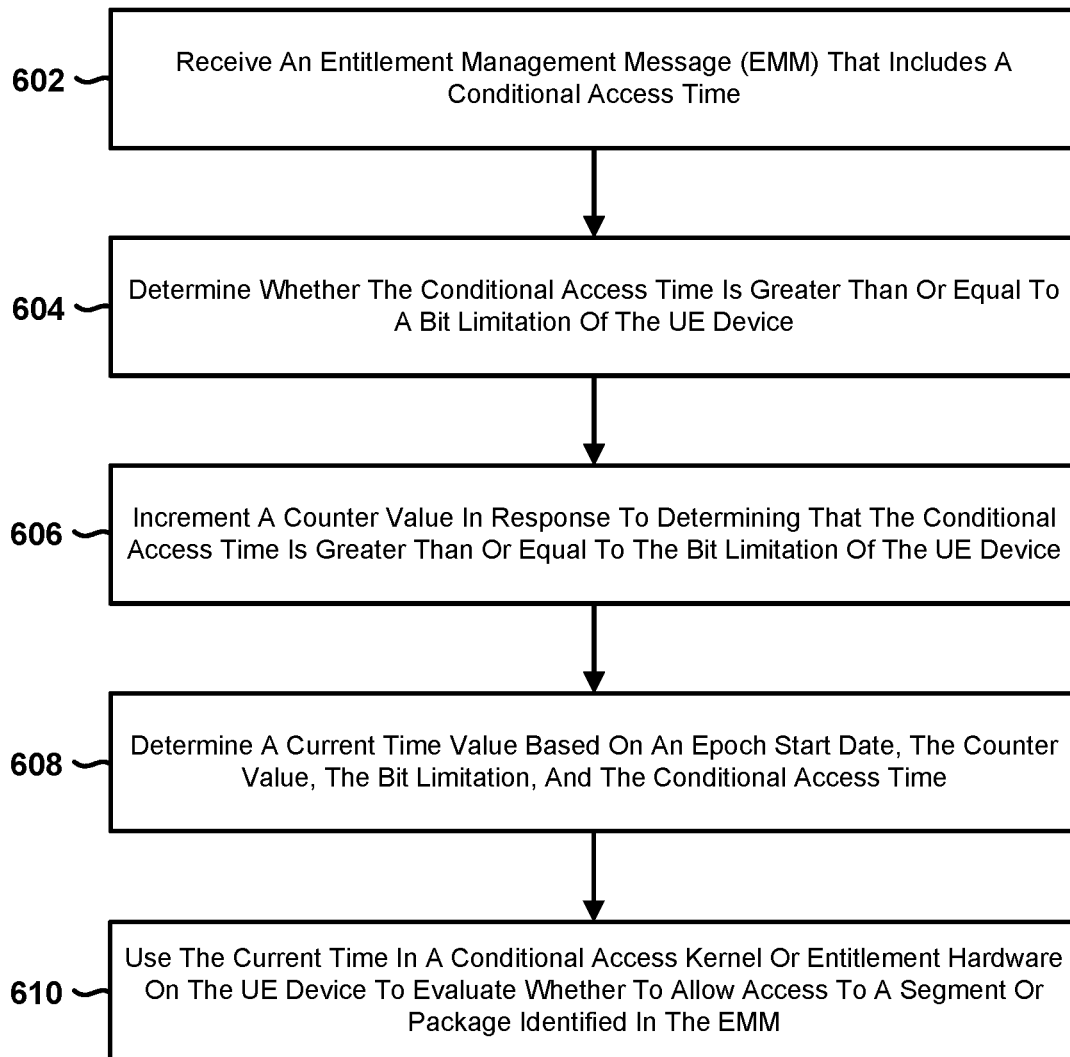 602
Receive An Entitlement Management Message (EMM) That Includes A
Conditional Access Time
604
Determine Whether The Conditional Access Time Is Greater Than Or Equal To
A Bit Limitation Of The UE Device
606
Increment A Counter Value In Response To Determining That The Conditional
Access Time Is Greater Than Or Equal To The Bit Limitation Of The UE Device
608
Determine A Current Time Value Based On An Epoch Start Date, The Counter
Value, The Bit Limitation, And The Conditional Access Time
610
Use The Current Time In A Conditional Access Kernel Or Entitlement Hardware
On The UE Device To Evaluate Whether To Allow Access To A Segment Or
Package Identified In The EMM